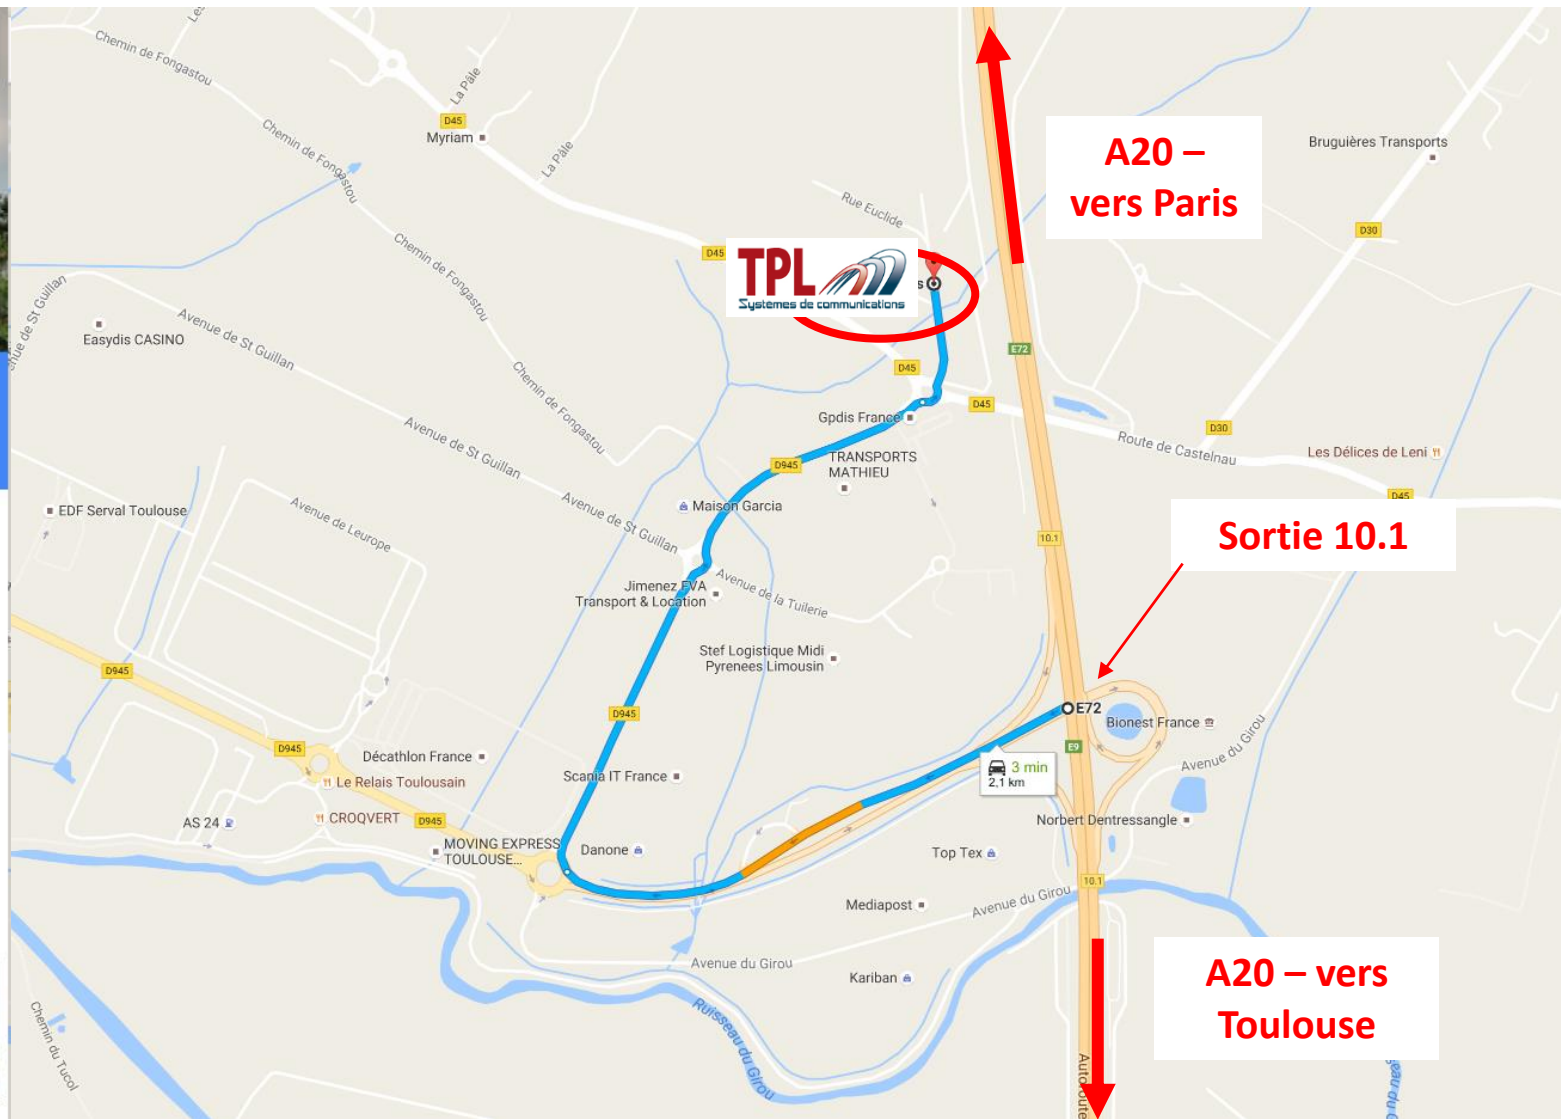 Chemin de Fongastou
La Pâle
D45
Myriam
La Pâle
Chemin de Fongastou
A20 –
vers Paris
Bruguières Transports
Rue Euclide
D30
Chemin de Fongastou
D45
TPL
Systemes de communications
s
Avenue de St Guillan
Easydis CASINO
Avenue de St Guillan
E72
D45
Chemin de Fongastou
D45
Gpdis France
Avenue de St Guillan
D30
Route de Castelnau
Les Délices de Leni
TRANSPORTS
MATHIEU
D945
D45
Maison Garcia
EDF Serval Toulouse
Avenue de Leurope
Avenue de St Guillan
Sortie 10.1
10.1
Jimenez FVA
Transport & Location
Avenue de la Tuilerie
Stef Logistique Midi
Pyrenees Limousin
D945
D945
E72
Bionest France
E9
Avenue du Girou
D945
Décathlon France
3 min
2,1 km
Scania IT France
Le Relais Toulousain
AS 24
CROQVERT
D945
Norbert Dentressangle
MOVING EXPRESS
TOULOUSE...
Danone
Top Tex
10.1
Mediapost
Avenue du Girou
Avenue du Girou
Kariban
A20 – vers
Toulouse
Ruisseau du Girou
Chemin du Tucol
Autoroute